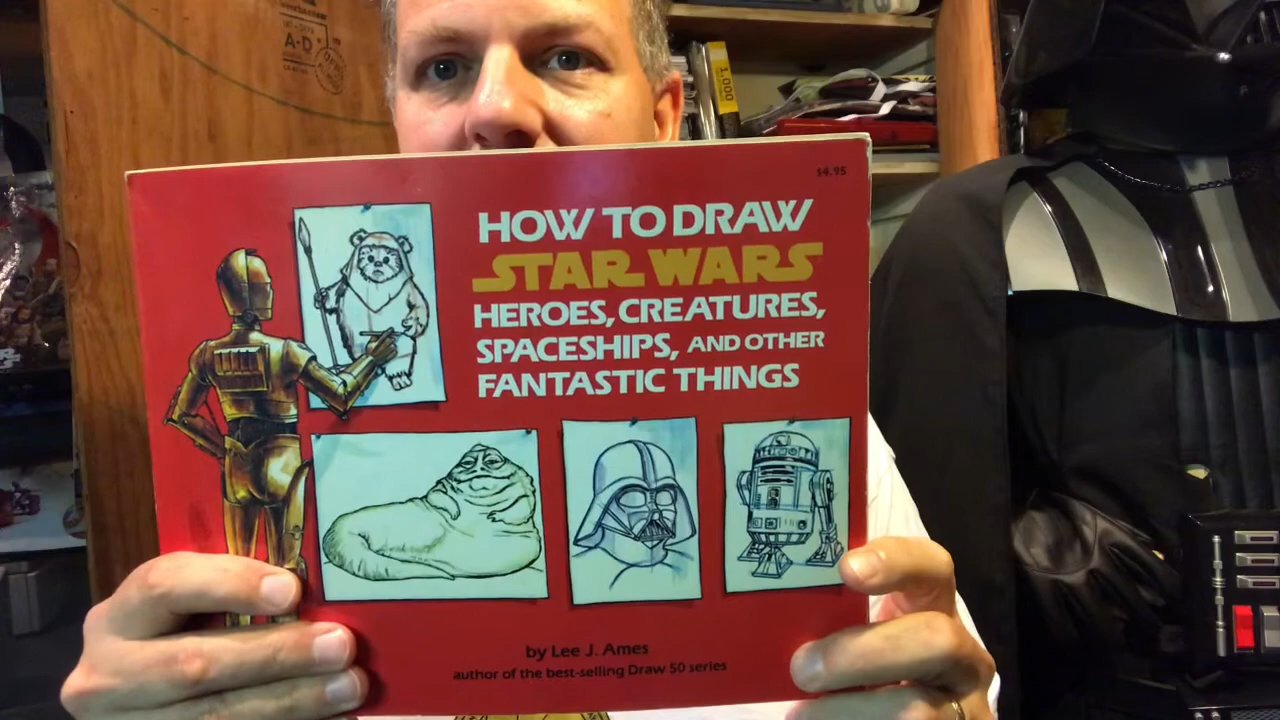 A-D
1,000
$4.95
HOW TO DRAW
STAR WARS
HEROES, CREATURES,
SPACESHIPS, AND OTHER
FANTASTIC THINGS
by Lee J. Ames
author of the best-selling Draw 50 series